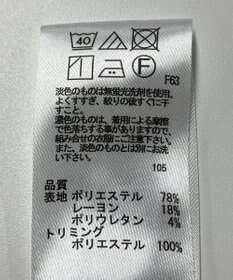 40
F F63
淡色のものは無蛍光洗剤を使用。
よくすすぎ、絞りの後すぐに干す
こと。
濃色のものは、着用による摩擦
で色落ちする事がありますので、
組み合せの衣服にご注意下さい。
また、淡色のものとは別にお洗
い下さい。
105
品質
表地 ポリエステル 78%
レーヨン 18%
ポリウレタン 4%
トリミング
ポリエステル 100%